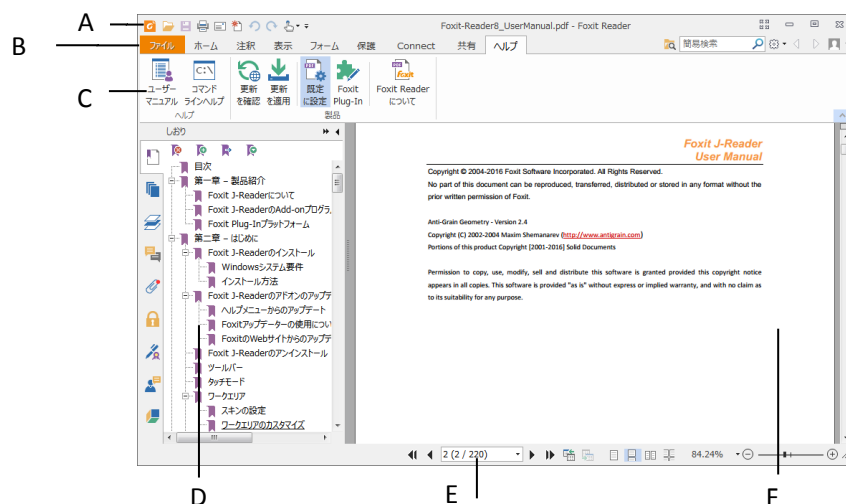 A
Foxit-Reader8_UserManual.pdf - Foxit Reader
B
ファイル ホーム 注釈 表示 フォーム 保護 Connect 共有 ヘルプ
簡易検索
C
ユーザー マニュアル
C:\
コマンド ラインヘルプ
更新 を確認
更新 を適用
既定 に設定
Foxit Plug-In
Foxit Reader について
ヘルプ
製品
しおり
目次
第一章 – 製品紹介
Foxit J-Readerについて
Foxit J-ReaderのAdd-onプログラ
Foxit Plug-Inプラットフォーム
第二章 – はじめに
Foxit J-Readerのインストール
Windowsシステム要件
インストール方法
Foxit J-Readerのアドオンのアップデ
ヘルプメニューからのアップデート
Foxitアップデーターの使用につい
FoxitのWebサイトからのアップデ
Foxit J-Readerのアンインストール
ツールバー
タッチモード
ワークエリア
スキンの設定
ワークエリアのカスタマイズ
Foxit J-Reader
User Manual
Copyright © 2004-2016 Foxit Software Incorporated. All Rights Reserved.
No part of this document can be reproduced, transferred, distributed or stored in any format without the
prior written permission of Foxit.
Anti-Grain Geometry - Version 2.4
Copyright (C) 2002-2004 Maxim Shemanarev (http://www.antigrain.com)
Portions of this product Copyright [2001-2016] Solid Documents
Permission to copy, use, modify, sell and distribute this software is granted provided this copyright notice
appears in all copies. This software is provided "as is" without express or implied warranty, and with no claim as
to its suitability for any purpose.
2 (2 / 220)
84.24%
D
E
F